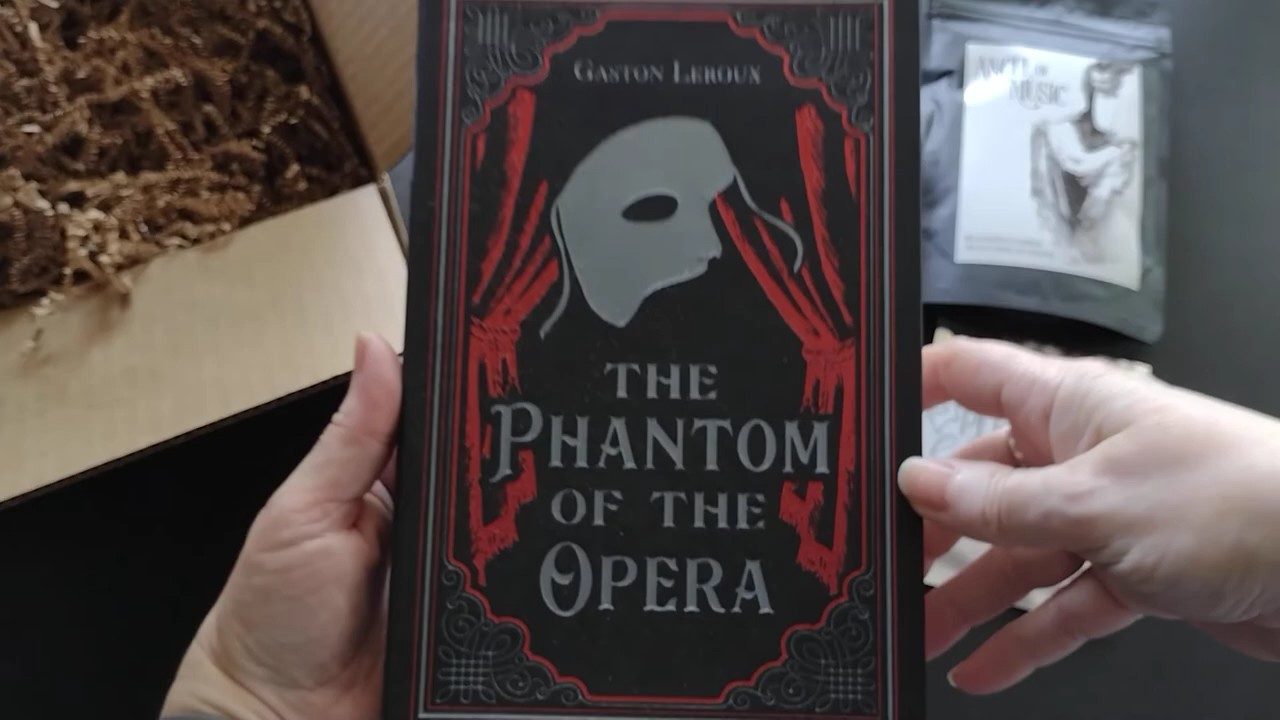 GASTON LEROUX
THE
PHANTOM
OF THE
OPERA
ANGEL OF
MUSIC